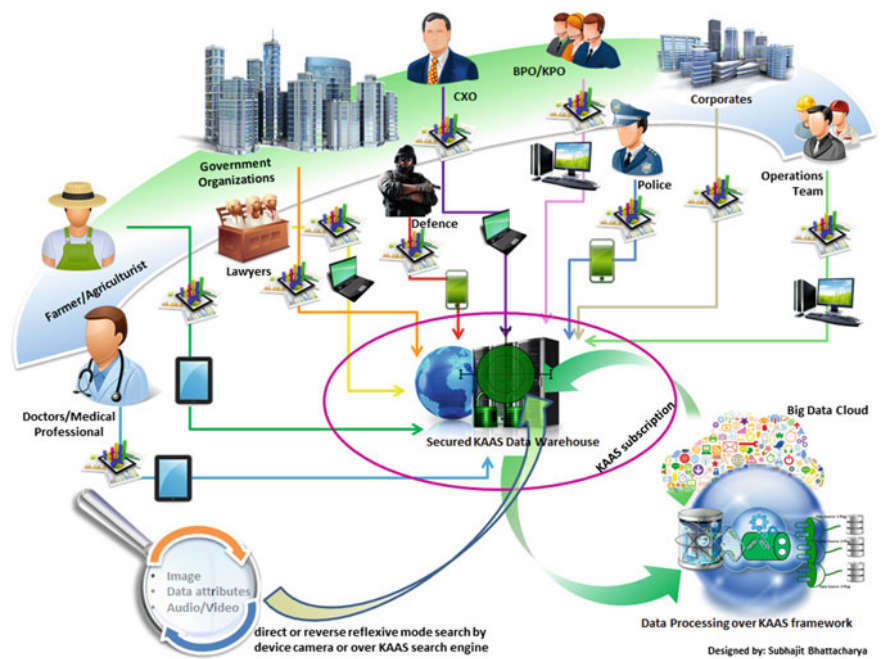 CXO
BPO/KPO
Corporates
Government
Organizations
Police
Operations
Team
Defence
Lawyers
Farmer/Agriculturist
Doctors/Medical
Professional
Secured KAAS Data Warehouse
KAAS subscription
Big Data Cloud
Image
Data attributes
Audio/Video
direct or reverse reflexive mode search by
device camera or over KAAS search engine
Data Processing over KAAS framework
Designed by: Subhajit Bhattacharya